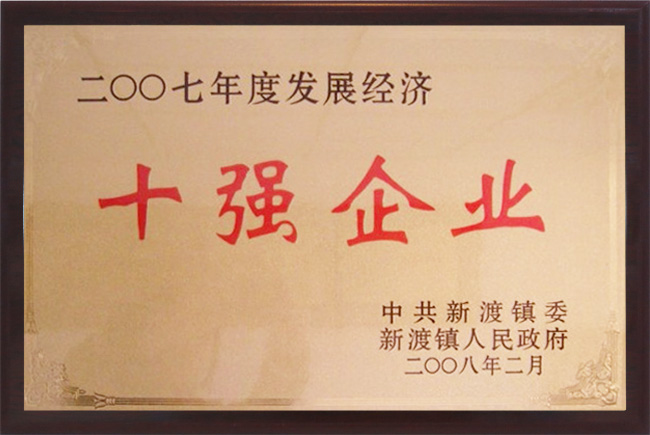 二〇〇七年度发展经济
十强企业
中共新渡镇委
新渡镇人民政府
二〇〇八年二月